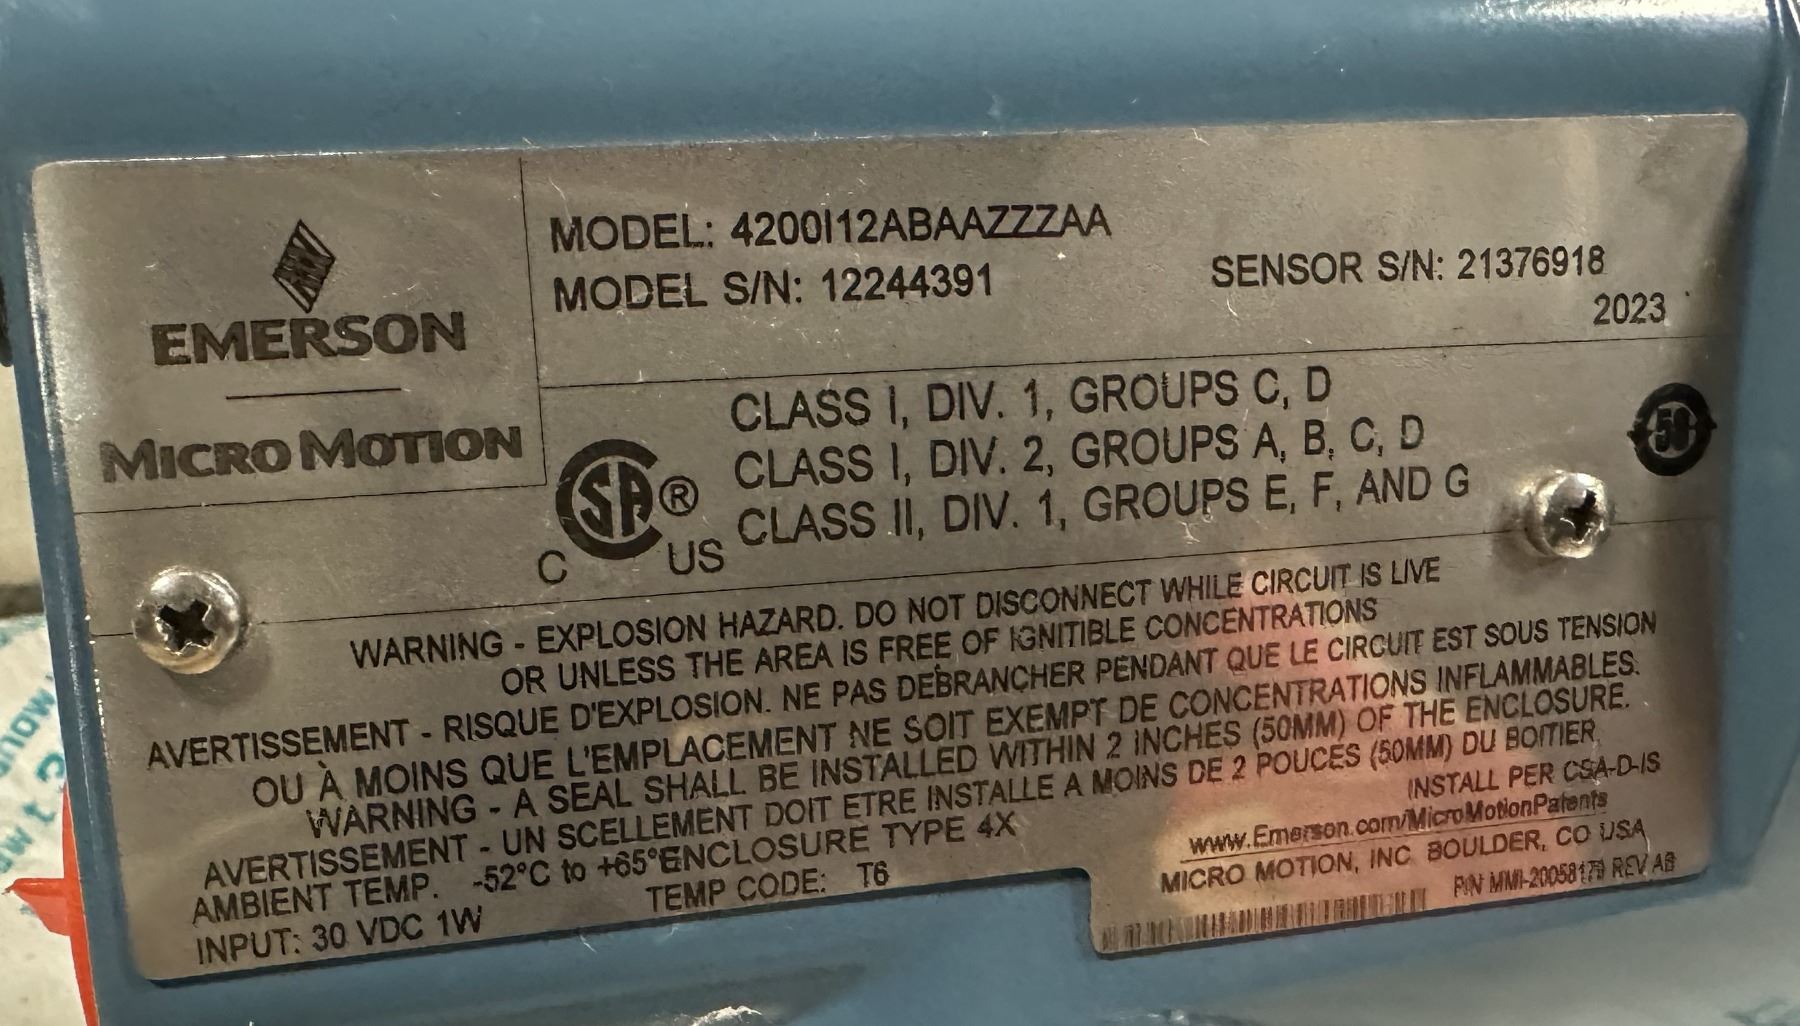 EMERSON
MICRO MOTION
MODEL: 4200I12ABAAZZZAA
MODEL S/N: 12244391
SENSOR S/N: 21376918
2023
CLASS I, DIV. 1, GROUPS C, D
CLASS I, DIV. 2, GROUPS A, B, C, D
CLASS II, DIV. 1, GROUPS E, F, AND G
SA ®
C US
50
WARNING - EXPLOSION HAZARD. DO NOT DISCONNECT WHILE CIRCUIT IS LIVE
OR UNLESS THE AREA IS FREE OF IGNITIBLE CONCENTRATIONS
AVERTISSEMENT - RISQUE D'EXPLOSION. NE PAS DÉBRANCHER PENDANT QUE LE CIRCUIT EST SOUS TENSION
OU À MOINS QUE L'EMPLACEMENT NE SOIT EXEMPT DE CONCENTRATIONS INFLAMMABLES.
WARNING - A SEAL SHALL BE INSTALLED WITHIN 2 INCHES (50MM) OF THE ENCLOSURE.
AVERTISSEMENT - UN SCELLEMENT DOIT ETRE INSTALLE A MOINS DE 2 POUCES (50MM) DU BOITIER
AMBIENT TEMP. -52°C to +65°C ENCLOSURE TYPE 4X
INSTALL PER CSA-D-IS
INPUT: 30 VDC 1W
TEMP CODE: T6
www.Emerson.com/MicroMotionPatents
MICRO MOTION, INC BOULDER, CO USA
P/N MMI-20058179 REV AB